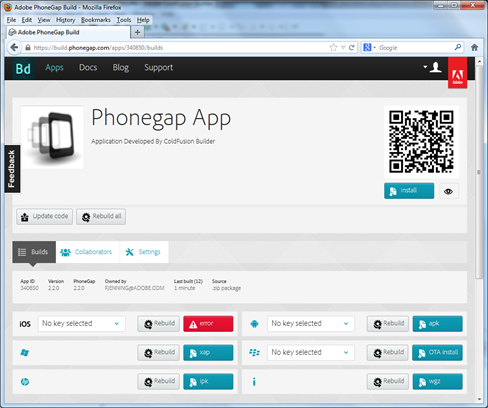 Adobe PhoneGap Build - Mozilla Firefox
File Edit View History Bookmarks Tools Help
Adobe PhoneGap Build
https://build.phonegap.com/apps/340850/builds
Google
Bd Apps Docs Blog Support
Adobe
Phonegap App
Application Developed By ColdFusion Builder
Feedback
Install
Update code Rebuild all
Builds Collaborators Settings
App ID Version PhoneGap Owned by Last built (12) Source
340850 2.2.0 2.2.0 FJENNING@ADOBE.COM 1 minute .zip package
iOS No key selected Rebuild error
No key selected Rebuild apk
Rebuild xap
No key selected Rebuild OTA install
hp Rebuild ipk
Rebuild wgz